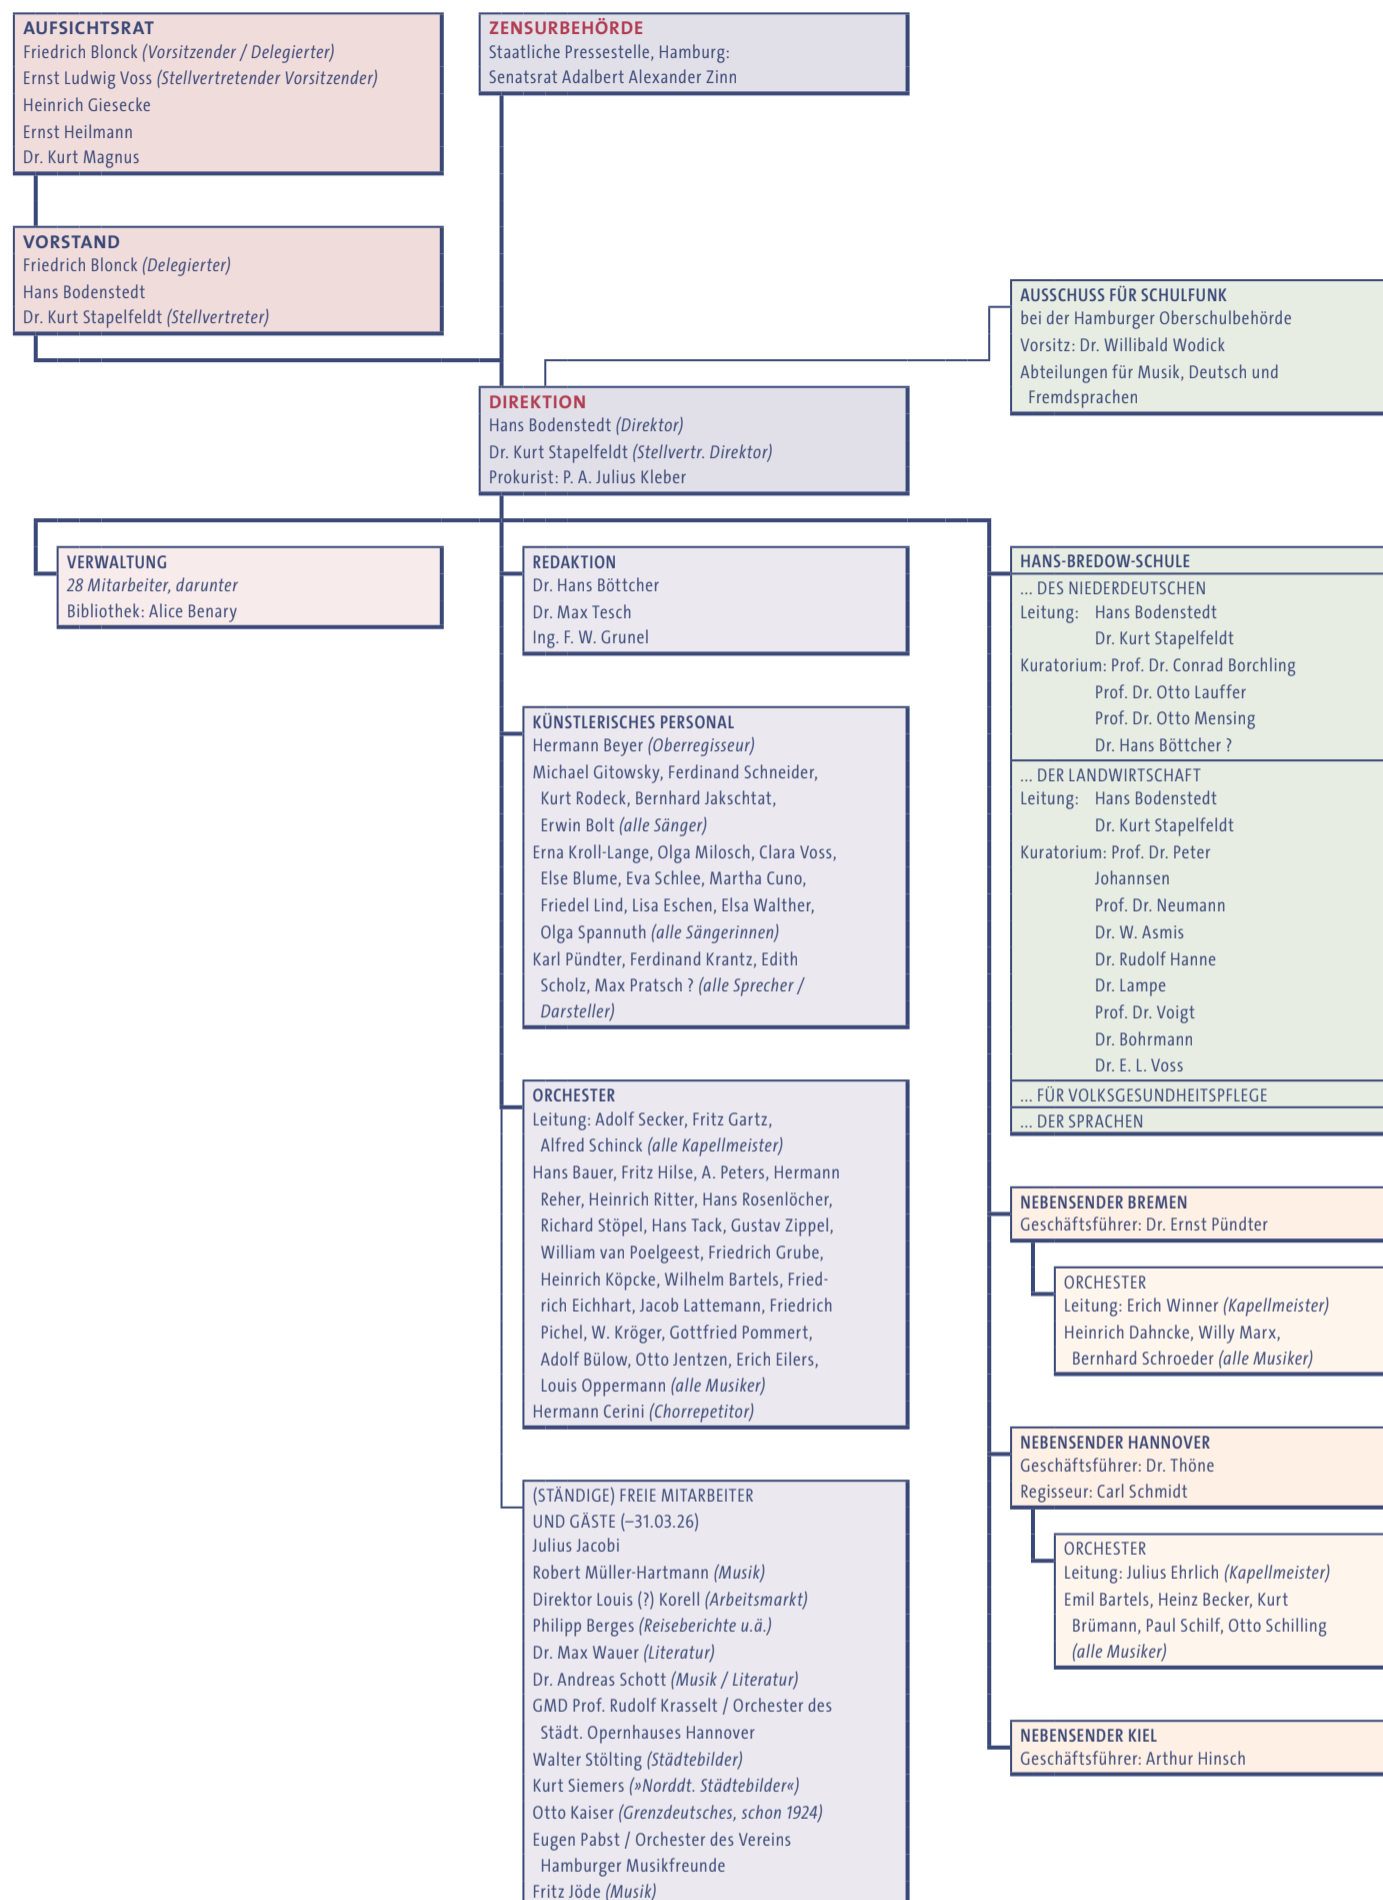 AUFSICHTSRAT
Friedrich Blonck (Vorsitzender / Delegierter)
Ernst Ludwig Voss (Stellvertretender Vorsitzender)
Heinrich Giesecke
Ernst Heilmann
Dr. Kurt Magnus
ZENSURBEHÖRDE
Staatliche Pressestelle, Hamburg:
Senatsrat Adalbert Alexander Zinn
VORSTAND
Friedrich Blonck (Delegierter)
Hans Bodenstedt
Dr. Kurt Stapelfeldt (Stellvertreter)
AUSSCHUSS FÜR SCHULFUNK
bei der Hamburger Oberschulbehörde
Vorsitz: Dr. Willibald Wodick
Abteilungen für Musik, Deutsch und
Fremdsprachen
DIREKTION
Hans Bodenstedt (Direktor)
Dr. Kurt Stapelfeldt (Stellvertr. Direktor)
Prokurist: P. A. Julius Kleber
VERWALTUNG
28 Mitarbeiter, darunter
Bibliothek: Alice Benary
REDAKTION
Dr. Hans Böttcher
Dr. Max Tesch
Ing. F. W. Grunel
KÜNSTLERISCHES PERSONAL
Hermann Beyer (Oberregisseur)
Michael Gitowsky, Ferdinand Schneider,
Kurt Rodeck, Bernhard Jakschtat,
Erwin Bolt (alle Sänger)
Erna Kroll-Lange, Olga Milosch, Clara Voss,
Else Blume, Eva Schlee, Martha Cuno,
Friedel Lind, Lisa Eschen, Elsa Walther,
Olga Spannuth (alle Sängerinnen)
Karl Pündter, Ferdinand Krantz, Edith
Scholz, Max Pratsch ? (alle Sprecher /
Darsteller)
ORCHESTER
Leitung: Adolf Secker, Fritz Gartz,
Alfred Schinck (alle Kapellmeister)
Hans Bauer, Fritz Hilse, A. Peters, Hermann
Reher, Heinrich Ritter, Hans Rosenlöcher,
Richard Stöpel, Hans Tack, Gustav Zippel,
William van Poelgeest, Friedrich Grube,
Heinrich Köpcke, Wilhelm Bartels, Fried-
rich Eichhart, Jacob Lattemann, Friedrich
Pichel, W. Kröger, Gottfried Pommert,
Adolf Bülow, Otto Jentzen, Erich Eilers,
Louis Oppermann (alle Musiker)
Hermann Cerini (Chorrepetitor)
(STÄNDIGE) FREIE MITARBEITER
UND GÄSTE (–31.03.26)
Julius Jacobi
Robert Müller-Hartmann (Musik)
Direktor Louis (?) Korell (Arbeitsmarkt)
Philipp Berges (Reiseberichte u.ä.)
Dr. Max Wauer (Literatur)
Dr. Andreas Schott (Musik / Literatur)
GMD Prof. Rudolf Krasselt / Orchester des
Städt. Opernhauses Hannover
Walter Stölting (Städtebilder)
Kurt Siemers (»Norddt. Städtebilder«)
Otto Kaiser (Grenzdeutsches, schon 1924)
Eugen Pabst / Orchester des Vereins
Hamburger Musikfreunde
Fritz Jöde (Musik)
HANS-BREDOW-SCHULE
... DES NIEDERDEUTSCHEN
Leitung: Hans Bodenstedt
Dr. Kurt Stapelfeldt
Kuratorium: Prof. Dr. Conrad Borchling
Prof. Dr. Otto Lauffer
Prof. Dr. Otto Mensing
Dr. Hans Böttcher ?
... DER LANDWIRTSCHAFT
Leitung: Hans Bodenstedt
Dr. Kurt Stapelfeldt
Kuratorium: Prof. Dr. Peter
Johannsen
Prof. Dr. Neumann
Dr. W. Asmis
Dr. Rudolf Hanne
Dr. Lampe
Prof. Dr. Voigt
Dr. Bohrmann
Dr. E. L. Voss
... FÜR VOLKSGESUNDHEITSPFLEGE
... DER SPRACHEN
NEBENSENDER BREMEN
Geschäftsführer: Dr. Ernst Pündter
ORCHESTER
Leitung: Erich Winner (Kapellmeister)
Heinrich Dahncke, Willy Marx,
Bernhard Schroeder (alle Musiker)
NEBENSENDER HANNOVER
Geschäftsführer: Dr. Thöne
Regisseur: Carl Schmidt
ORCHESTER
Leitung: Julius Ehrlich (Kapellmeister)
Emil Bartels, Heinz Becker, Kurt
Brümann, Paul Schilf, Otto Schilling
(alle Musiker)
NEBENSENDER KIEL
Geschäftsführer: Arthur Hinsch